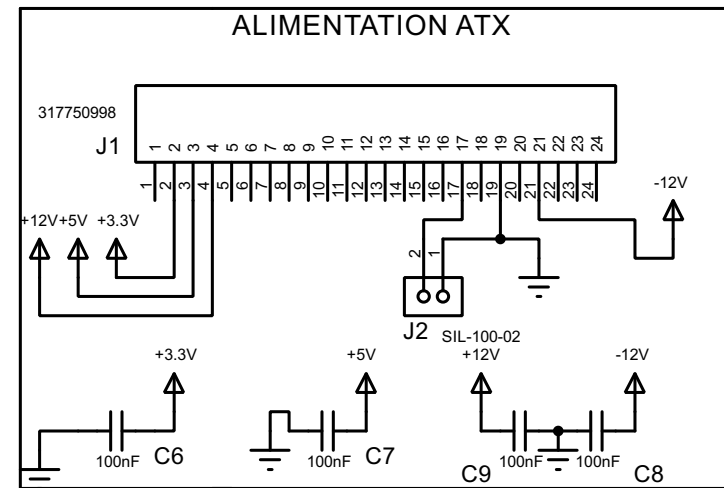 ALIMENTATION ATX
317750998
J1
1 2 3 4 5 6 7 8 9 10 11 12 13 14 15 16 17 18 19 20 21 22 23 24
1 2 3 4 5 6 7 8 9 10 11 12 13 14 15 16 17 18 19 20 21 22 23 24
-12V
+12V +5V +3.3V
2 1
J2 SIL-100-02
+3.3V +5V +12V -12V
100nF C6 100nF C7 C9 100nF 100nF C8